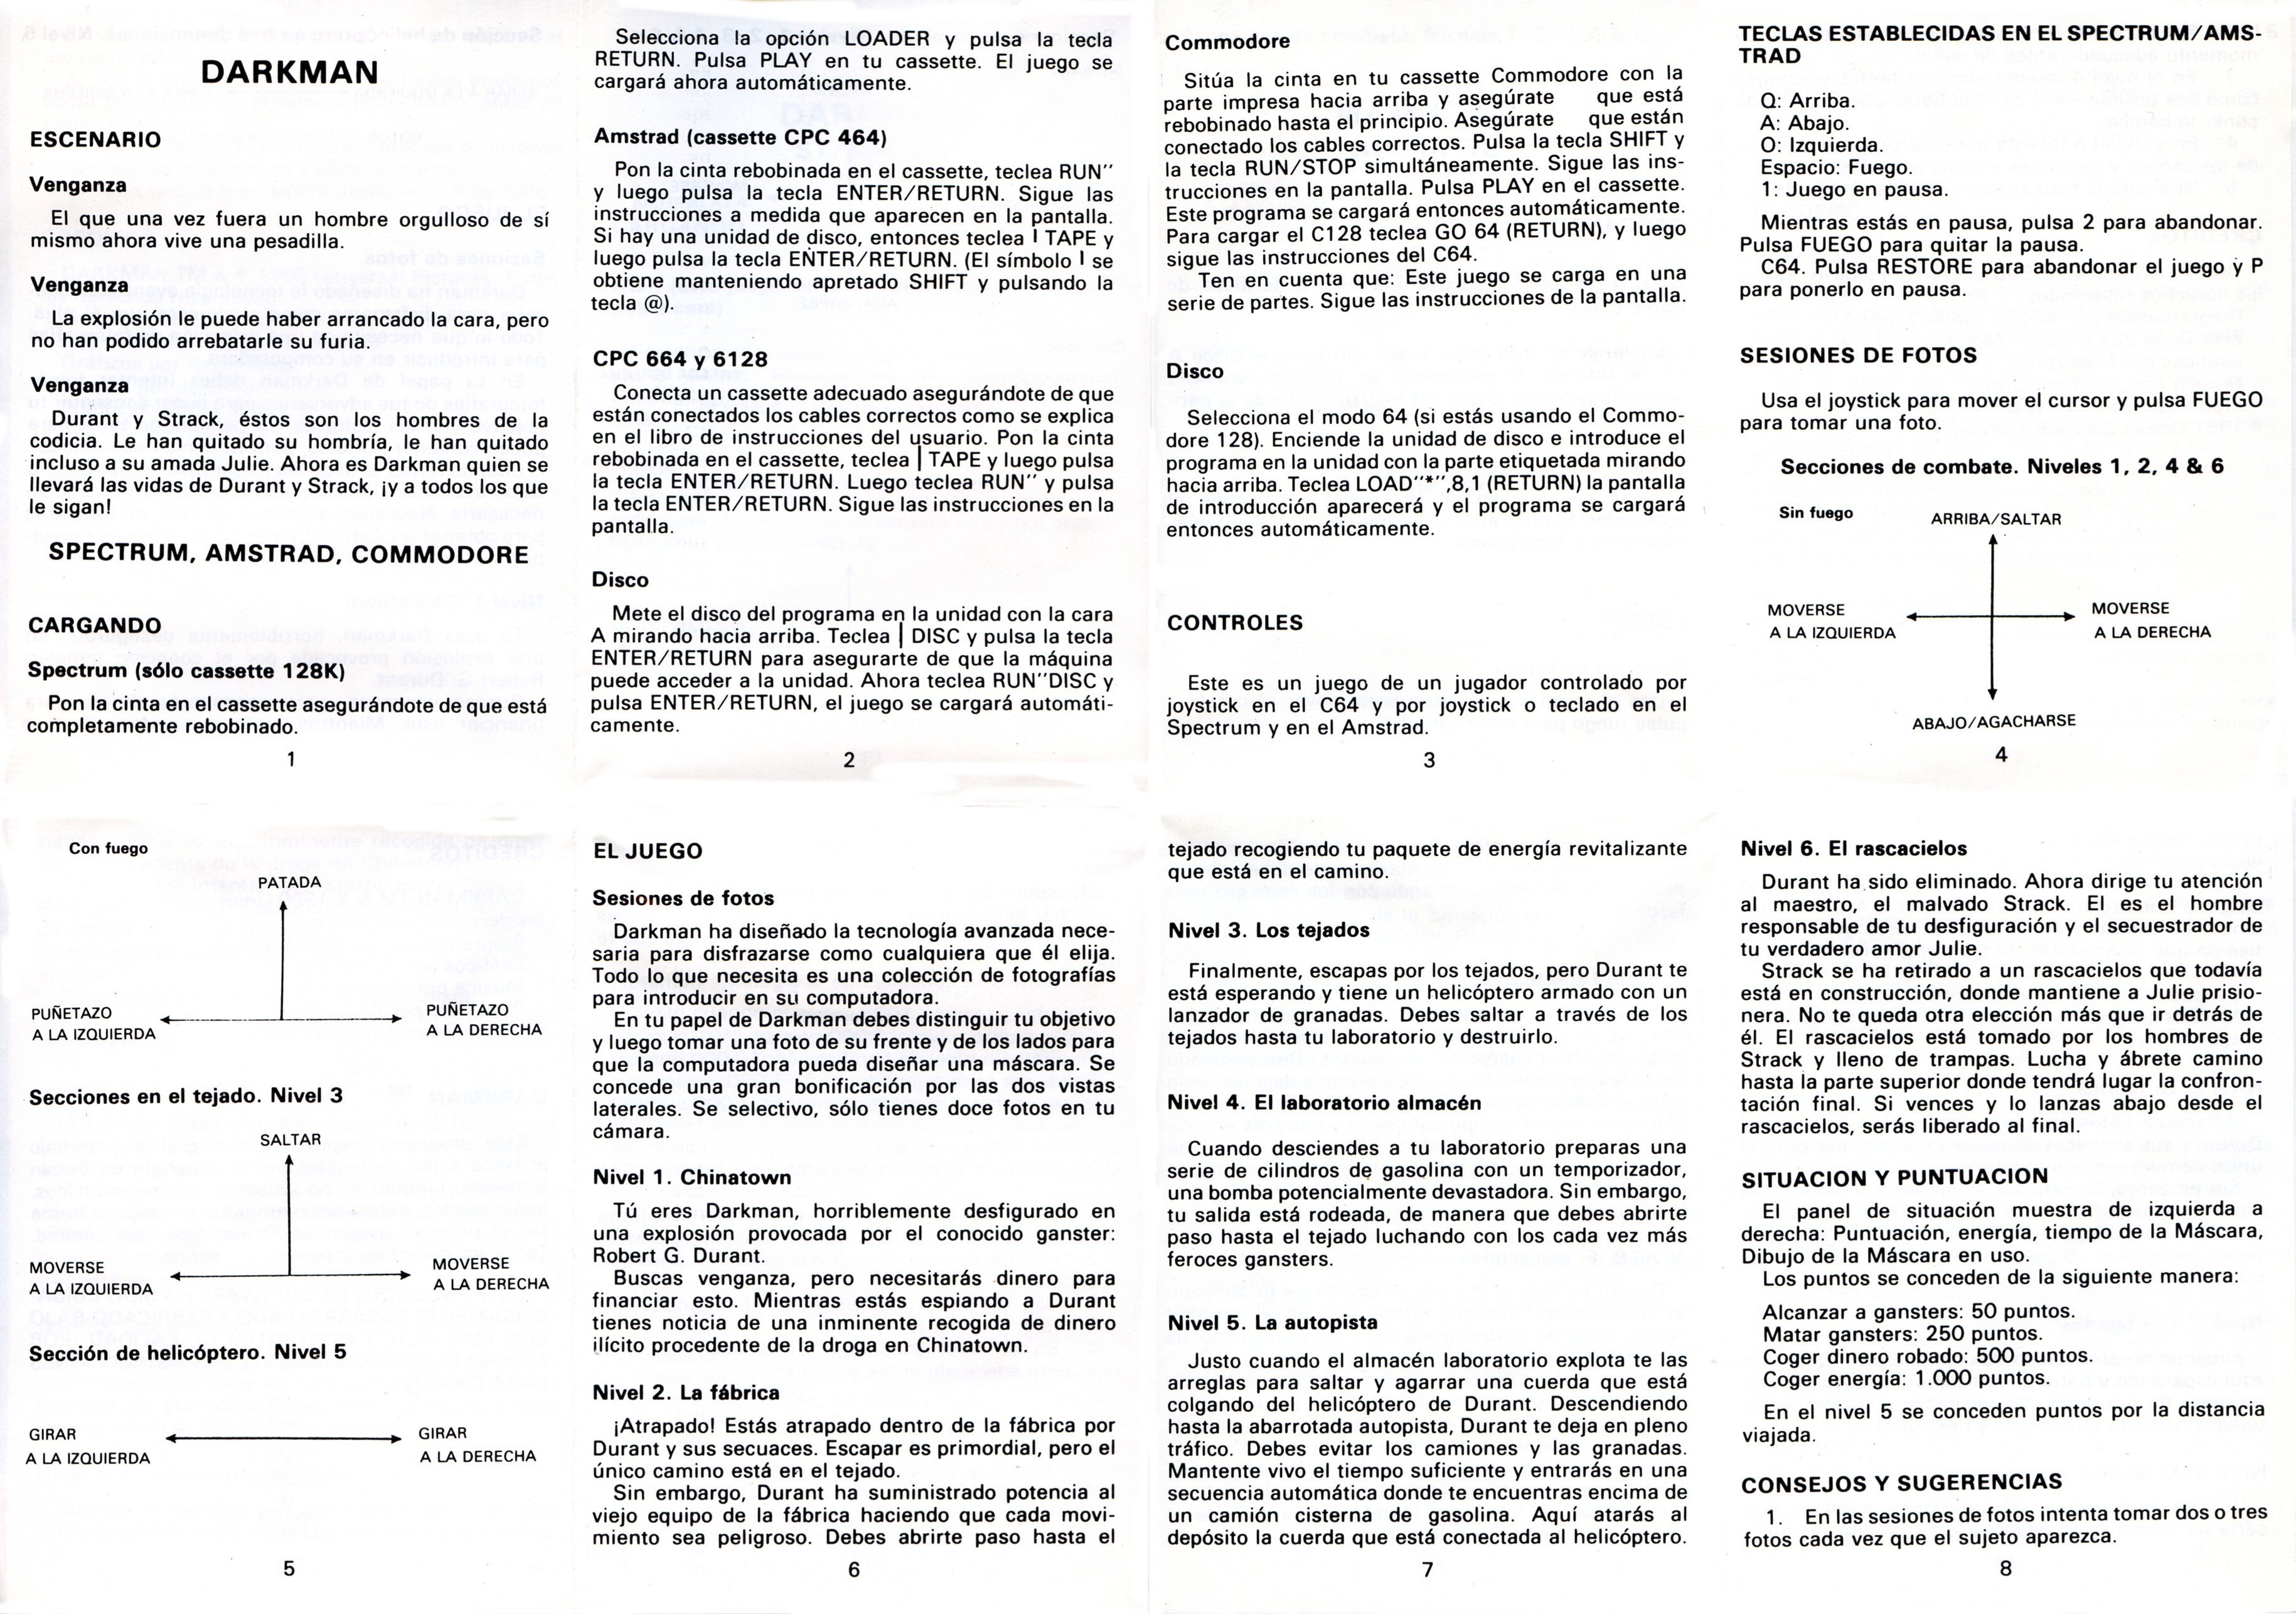 DARKMAN
ESCENARIO
Venganza
El que una vez fuera un hombre orgulloso de sí
mismo ahora vive una pesadilla.
Venganza
La explosión le puede haber arrancado la cara, pero
no han podido arrebatarle su furia.
Venganza
Durant y Strack, éstos son los hombres de la
codicia. Le han quitado su hombría, le han quitado
incluso a su amada Julie. Ahora es Darkman quien se
llevará las vidas de Durant y Strack, ¡y a todos los que
le sigan!
SPECTRUM, AMSTRAD, COMMODORE
CARGANDO
Spectrum (sólo cassette 128K)
Pon la cinta en el cassette asegurándote de que está
completamente rebobinado.
1
Selecciona la opción LOADER y pulsa la tecla
RETURN. Pulsa PLAY en tu cassette. El juego se
cargará ahora automáticamente.
Amstrad (cassette CPC 464)
Pon la cinta rebobinada en el cassette, teclea RUN"
y luego pulsa la tecla ENTER/RETURN. Sigue las
instrucciones a medida que aparecen en la pantalla.
Si hay una unidad de disco, entonces teclea | TAPE y
luego pulsa la tecla ENTER/RETURN. (El símbolo | se
obtiene manteniendo apretado SHIFT y pulsando la
tecla @).
CPC 664 y 6128
Conecta un cassette adecuado asegurándote de que
están conectados los cables correctos como se explica
en el libro de instrucciones del usuario. Pon la cinta
rebobinada en el cassette, teclea | TAPE y luego pulsa
la tecla ENTER/RETURN. Luego teclea RUN" y pulsa
la tecla ENTER/RETURN. Sigue las instrucciones en la
pantalla.
Disco
Mete el disco del programa en la unidad con la cara
A mirando hacia arriba. Teclea | DISC y pulsa la tecla
ENTER/RETURN para asegurarte de que la máquina
puede acceder a la unidad. Ahora teclea RUN"DISC y
pulsa ENTER/RETURN, el juego se cargará automáti-
camente.
2
Commodore
Sitúa la cinta en tu cassette Commodore con la
parte impresa hacia arriba y asegúrate que está
rebobinado hasta el principio. Asegúrate que están
conectado los cables correctos. Pulsa la tecla SHIFT y
la tecla RUN/STOP simultáneamente. Sigue las ins-
trucciones en la pantalla. Pulsa PLAY en el cassette.
Este programa se cargará entonces automáticamente.
Para cargar el C128 teclea GO 64 (RETURN), y luego
sigue las instrucciones del C64.
Ten en cuenta que: Este juego se carga en una
serie de partes. Sigue las instrucciones de la pantalla.
Disco
Selecciona el modo 64 (si estás usando el Commo-
dore 128). Enciende la unidad de disco e introduce el
programa en la unidad con la parte etiquetada mirando
hacia arriba. Teclea LOAD"*",8,1 (RETURN) la pantalla
de introducción aparecerá y el programa se cargará
entonces automáticamente.
CONTROLES
Este es un juego de un jugador controlado por
joystick en el C64 y por joystick o teclado en el
Spectrum y en el Amstrad.
3
TECLAS ESTABLECIDAS EN EL SPECTRUM/AMS-
TRAD
Q: Arriba.
A: Abajo.
O: Izquierda.
Espacio: Fuego.
1: Juego en pausa.
Mientras estás en pausa, pulsa 2 para abandonar.
Pulsa FUEGO para quitar la pausa.
C64. Pulsa RESTORE para abandonar el juego y P
para ponerlo en pausa.
SESIONES DE FOTOS
Usa el joystick para mover el cursor y pulsa FUEGO
para tomar una foto.
Secciones de combate. Niveles 1, 2, 4 & 6
Sin fuego
ARRIBA/SALTAR
MOVERSE
A LA IZQUIERDA
MOVERSE
A LA DERECHA
ABAJO/AGACHARSE
4
Con fuego
PATADA
PUÑETAZO
A LA IZQUIERDA
PUÑETAZO
A LA DERECHA
Secciones en el tejado. Nivel 3
SALTAR
MOVERSE
A LA IZQUIERDA
MOVERSE
A LA DERECHA
Sección de helicóptero. Nivel 5
GIRAR
A LA IZQUIERDA
GIRAR
A LA DERECHA
5
EL JUEGO
Sesiones de fotos
Darkman ha diseñado la tecnología avanzada nece-
saria para disfrazarse como cualquiera que él elija.
Todo lo que necesita es una colección de fotografías
para introducir en su computadora.
En tu papel de Darkman debes distinguir tu objetivo
y luego tomar una foto de su frente y de los lados para
que la computadora pueda diseñar una máscara. Se
concede una gran bonificación por las dos vistas
laterales. Se selectivo, sólo tienes doce fotos en tu
cámara.
Nivel 1. Chinatown
Tú eres Darkman, horriblemente desfigurado en
una explosión provocada por el conocido ganster:
Robert G. Durant.
Buscas venganza, pero necesitarás dinero para
financiar esto. Mientras estás espiando a Durant
tienes noticia de una inminente recogida de dinero
ilícito procedente de la droga en Chinatown.
Nivel 2. La fábrica
¡Atrapado! Estás atrapado dentro de la fábrica por
Durant y sus secuaces. Escapar es primordial, pero el
único camino está en el tejado.
Sin embargo, Durant ha suministrado potencia al
viejo equipo de la fábrica haciendo que cada movi-
miento sea peligroso. Debes abrirte paso hasta el
6
tejado recogiendo tu paquete de energía revitalizante
que está en el camino.
Nivel 3. Los tejados
Finalmente, escapas por los tejados, pero Durant te
está esperando y tiene un helicóptero armado con un
lanzador de granadas. Debes saltar a través de los
tejados hasta tu laboratorio y destruirlo.
Nivel 4. El laboratorio almacén
Cuando desciendes a tu laboratorio preparas una
serie de cilindros de gasolina con un temporizador,
una bomba potencialmente devastadora. Sin embargo,
tu salida está rodeada, de manera que debes abrirte
paso hasta el tejado luchando con los cada vez más
feroces gansters.
Nivel 5. La autopista
Justo cuando el almacén laboratorio explota te las
arreglas para saltar y agarrar una cuerda que está
colgando del helicóptero de Durant. Descendiendo
hasta la abarrotada autopista, Durant te deja en pleno
tráfico. Debes evitar los camiones y las granadas.
Mantente vivo el tiempo suficiente y entrarás en una
secuencia automática donde te encuentras encima de
un camión cisterna de gasolina. Aquí atarás al
depósito la cuerda que está conectada al helicóptero.
7
Nivel 6. El rascacielos
Durant ha sido eliminado. Ahora dirige tu atención
al maestro, el malvado Strack. El es el hombre
responsable de tu desfiguración y el secuestrador de
tu verdadero amor Julie.
Strack se ha retirado a un rascacielos que todavía
está en construcción, donde mantiene a Julie prisio-
nera. No te queda otra elección más que ir detrás de
él. El rascacielos está tomado por los hombres de
Strack y lleno de trampas. Lucha y ábrete camino
hasta la parte superior donde tendrá lugar la confron-
tación final. Si vences y lo lanzas abajo desde el
rascacielos, serás liberado al final.
SITUACION Y PUNTUACION
El panel de situación muestra de izquierda a
derecha: Puntuación, energía, tiempo de la Máscara,
Dibujo de la Máscara en uso.
Los puntos se conceden de la siguiente manera:
Alcanzar a gansters: 50 puntos.
Matar gansters: 250 puntos.
Coger dinero robado: 500 puntos.
Coger energía: 1.000 puntos.
En el nivel 5 se conceden puntos por la distancia
viajada.
CONSEJOS Y SUGERENCIAS
1. En las sesiones de fotos intenta tomar dos o tres
fotos cada vez que el sujeto aparezca.
8